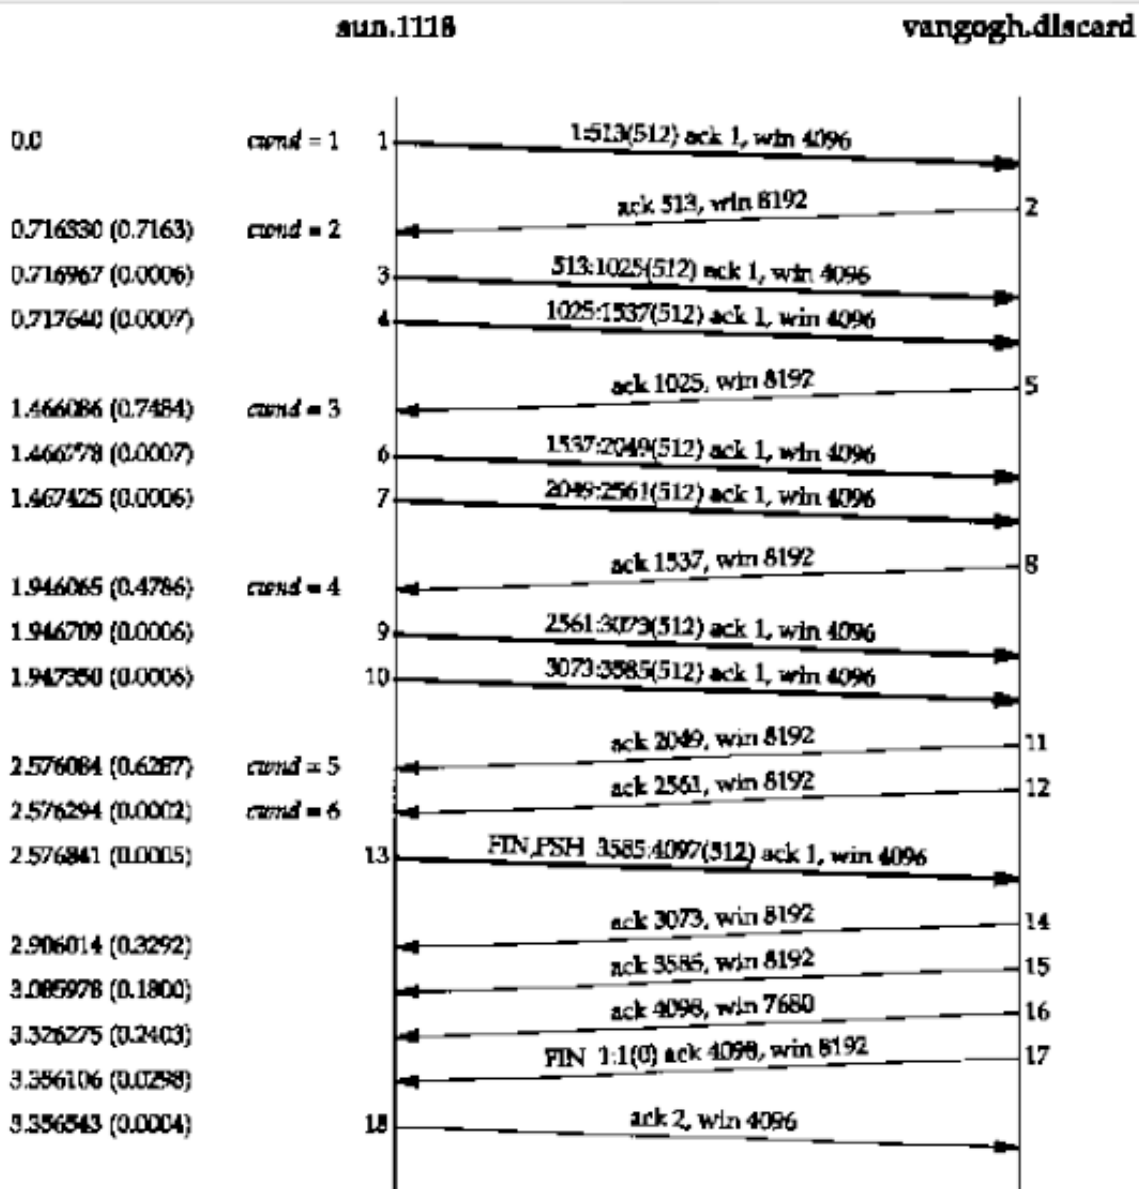 sun.1118 vangogh.discard
0.0 cwnd = 1 1 1:513(512) ack 1, win 4096
ack 513, win 8192 2
0.716330 (0.7163) cwnd = 2
0.716967 (0.0006) 3 513:1025(512) ack 1, win 4096
0.717640 (0.0007) 4 1025:1537(512) ack 1, win 4096
ack 1025, win 8192 5
1.466086 (0.7484) cwnd = 3
1.466778 (0.0007) 6 1537:2049(512) ack 1, win 4096
1.467425 (0.0006) 7 2049:2561(512) ack 1, win 4096
ack 1537, win 8192 8
1.946065 (0.4786) cwnd = 4
1.946709 (0.0006) 9 2561:3073(512) ack 1, win 4096
1.947350 (0.0006) 10 3073:3585(512) ack 1, win 4096
ack 2049, win 8192 11
2.576084 (0.6287) cwnd = 5
ack 2561, win 8192 12
2.576294 (0.0002) cwnd = 6
2.576841 (0.0005) 13 FIN,PSH 3585:4097(512) ack 1, win 4096
ack 3073, win 8192 14
2.906014 (0.3292)
ack 3585, win 8192 15
3.085978 (0.1800)
ack 4098, win 7680 16
3.326275 (0.2403)
FIN 1:1(0) ack 4098, win 8192 17
3.356106 (0.0298)
3.356543 (0.0004) 18 ack 2, win 4096